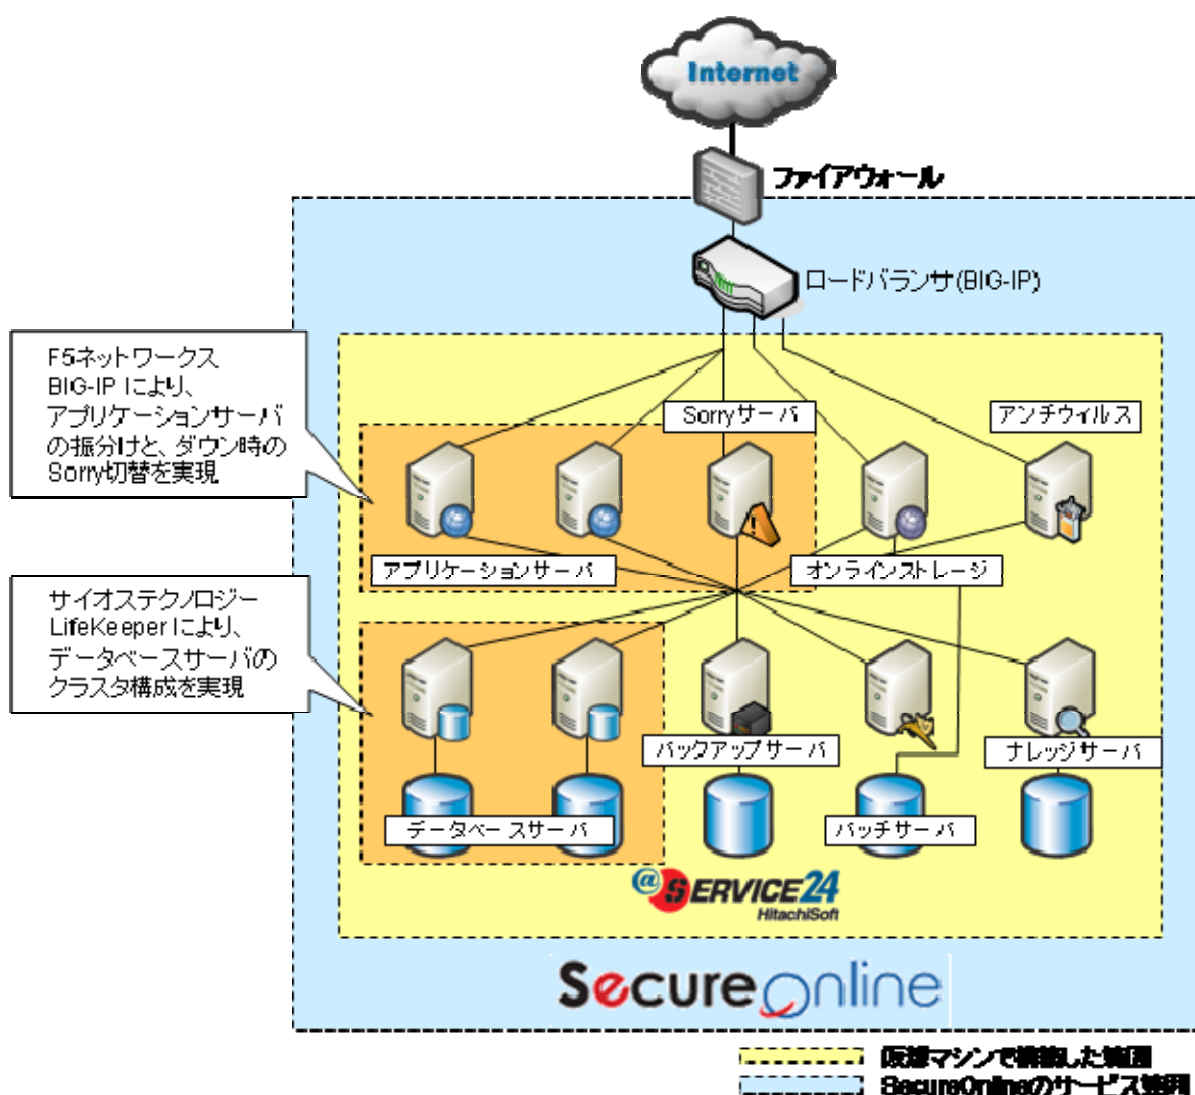 Internet
ファイアウォール
ロードバランサ(BIG-IP)
F5ネットワークス
BIG-IP により、
アプリケーションサーバ
の振分けと、ダウン時の
Sorry切替を実現
Sorryサーバ
アンチウィルス
アプリケーションサーバ
オンラインストレージ
サイオステクノロジー
LifeKeeper により、
データベースサーバの
クラスタ構成を実現
バックアップサーバ
ナレッジサーバ
データベースサーバ
バッチサーバ
@SERVICE24
HitachiSoft
Secureonline
仮想マシンで構築した範囲
SecureOnlineのサービス範囲